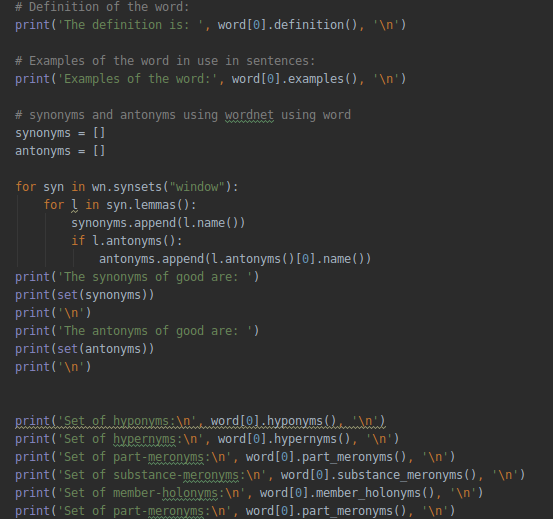 # Definition of the word:
print('The definition is: ', word[0].definition(), '\n')

# Examples of the word in use in sentences:
print('Examples of the word:', word[0].examples(), '\n')

# synonyms and antonyms using wordnet using word
synonyms = []
antonyms = []

for syn in wn.synsets("window"):
    for l in syn.lemmas():
        synonyms.append(l.name())
        if l.antonyms():
            antonyms.append(l.antonyms()[0].name())
print('The synonyms of good are: ')
print(set(synonyms))
print('\n')
print('The antonyms of good are: ')
print(set(antonyms))
print('\n')


print('Set of hyponyms:\n', word[0].hyponyms(), '\n')
print('Set of hypernyms:\n', word[0].hypernyms(), '\n')
print('Set of part-meronyms:\n', word[0].part_meronyms(), '\n')
print('Set of substance-meronyms:\n', word[0].substance_meronyms(), '\n')
print('Set of member-holonyms:\n', word[0].member_holonyms(), '\n')
print('Set of part-meronyms:\n', word[0].part_meronyms(), '\n')